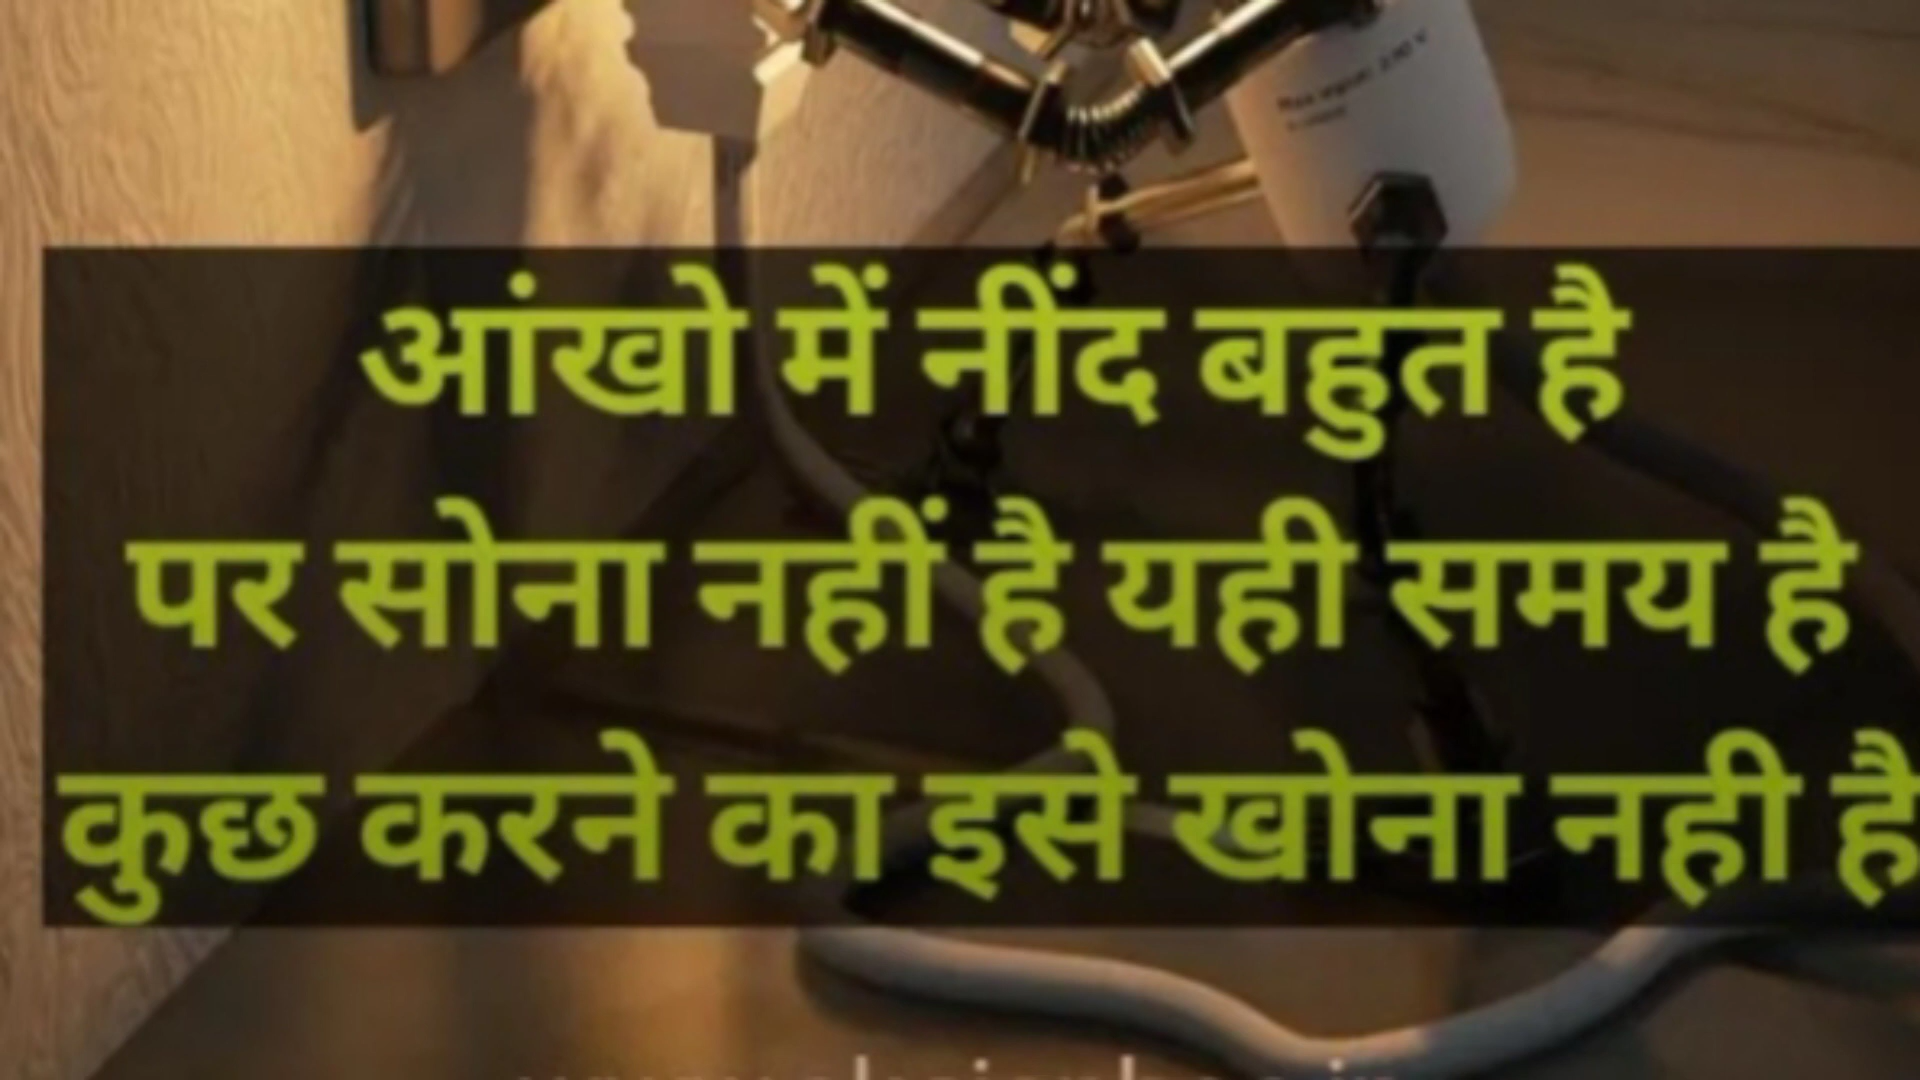 आंखो में नींद बहुत है
पर सोना नहीं है यही समय है
कुछ करने का इसे खोना नही है